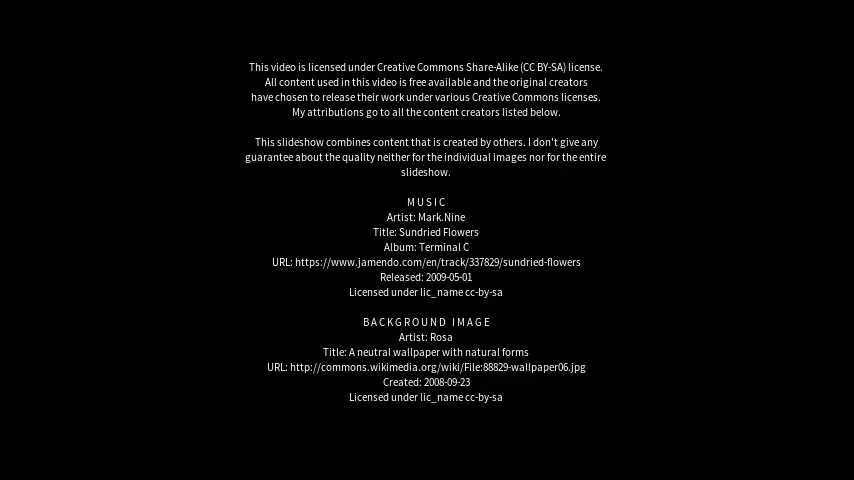 This video is licensed under Creative Commons Share-Alike (CC BY-SA) license.
All content used in this video is free available and the original creators
have chosen to release their work under various Creative Commons licenses.
My attributions go to all the content creators listed below.
This slideshow combines content that is created by others. I don't give any
guarantee about the quality neither for the individual images nor for the entire
slideshow.
MUSIC
Artist: Mark.Nine
Title: Sundried Flowers
Album: Terminal C
URL: https://www.jamendo.com/en/track/337829/sundried-flowers
Released: 2009-05-01
Licensed under lic_name cc-by-sa
BACKGROUND IMAGE
Artist: Rosa
Title: A neutral wallpaper with natural forms
URL: http://commons.wikimedia.org/wiki/File:88829-wallpaper06.jpg
Created: 2008-09-23
Licensed under lic_name cc-by-sa